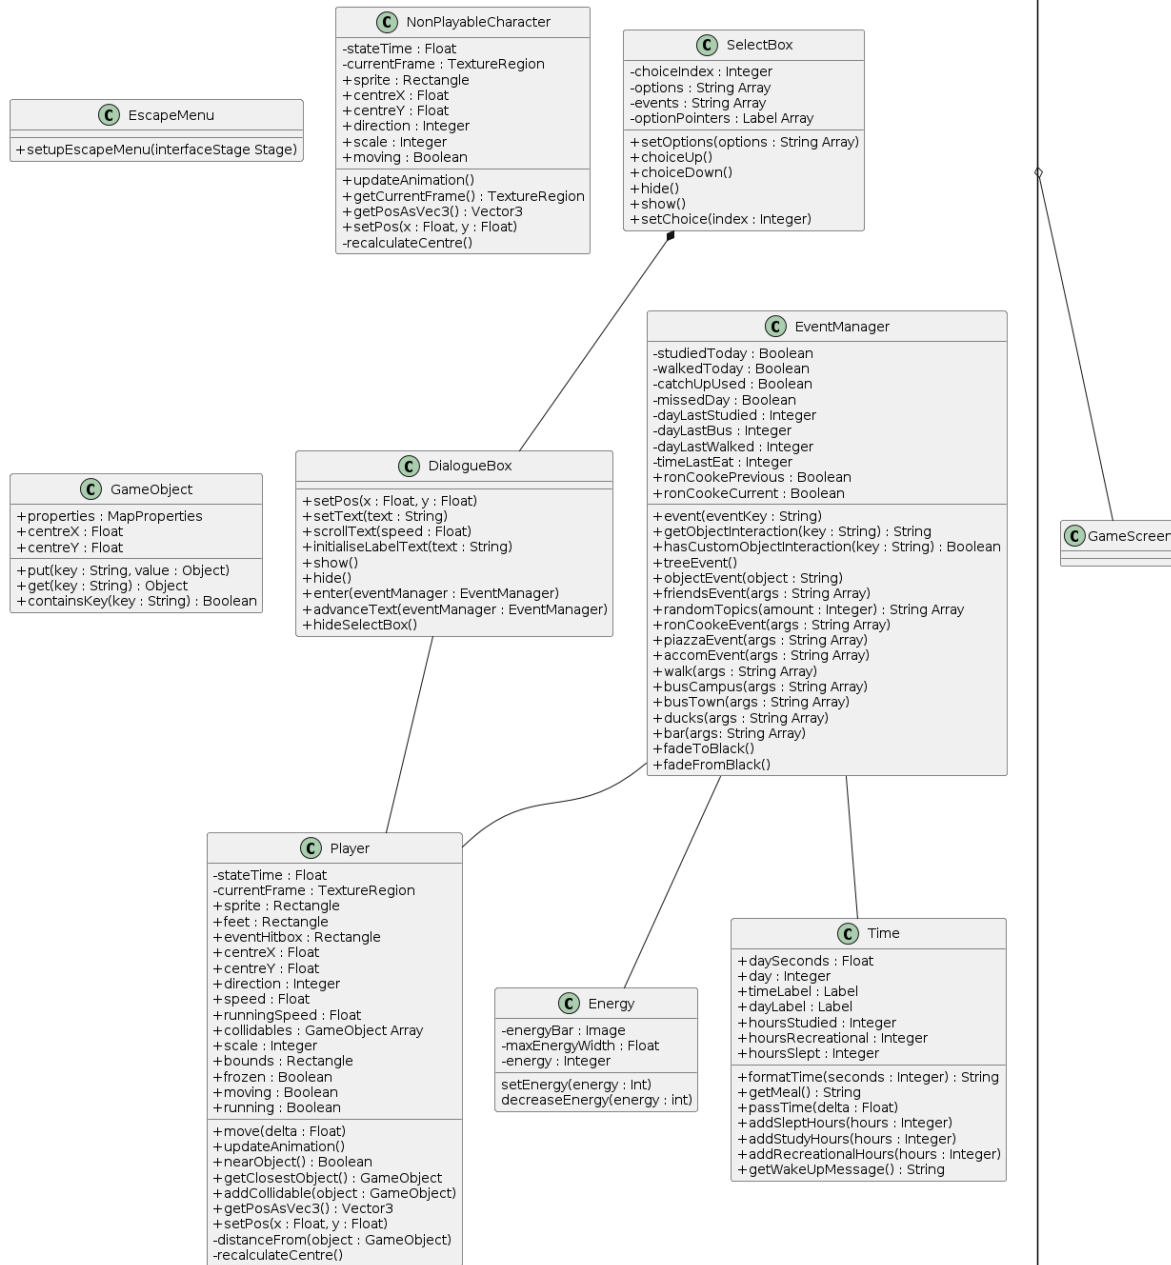 C NonPlayableCharacter
-stateTime : Float
-currentFrame : TextureRegion
+sprite : Rectangle
+centreX : Float
+centreY : Float
+direction : Integer
+scale : Integer
+moving : Boolean
+updateAnimation()
+getCurrentFrame() : TextureRegion
+getPosAsVec3() : Vector3
+setPos(x : Float, y : Float)
-recalculateCentre()
C SelectBox
-choiceIndex : Integer
-options : String Array
-events : String Array
-optionPointers : Label Array
+setOptions(options : String Array)
+choiceUp()
+choiceDown()
+hide()
+show()
+setChoice(index : Integer)
C EscapeMenu
+setupEscapeMenu(interfaceStage Stage)
C EventManager
-studiedToday : Boolean
-walkedToday : Boolean
-catchUpUsed : Boolean
-missedDay : Boolean
-dayLastStudied : Integer
-dayLastBus : Integer
-dayLastWalked : Integer
-timeLastEat : Integer
+ronCookePrevious : Boolean
+ronCookeCurrent : Boolean
+event(eventKey : String)
+getObjectInteraction(key : String) : String
+hasCustomObjectInteraction(key : String) : Boolean
+treeEvent()
+objectEvent(object : String)
+friendsEvent(args : String Array)
+randomTopics(amount : Integer) : String Array
+ronCookeEvent(args : String Array)
+piazzaEvent(args : String Array)
+accomEvent(args : String Array)
+walk(args : String Array)
+busCampus(args : String Array)
+busTown(args : String Array)
+ducks(args : String Array)
+bar(args: String Array)
+fadeToBlack()
+fadeFromBlack()
C GameObject
+properties : MapProperties
+centreX : Float
+centreY : Float
+put(key : String, value : Object)
+get(key : String) : Object
+containsKey(key : String) : Boolean
C DialogueBox
+setPos(x : Float, y : Float)
+setText(text : String)
+scrollText(speed : Float)
+initialiseLabelText(text : String)
+show()
+hide()
+enter(eventManager : EventManager)
+advanceText(eventManager : EventManager)
+hideSelectBox()
C GameScreen
C Player
-stateTime : Float
-currentFrame : TextureRegion
+sprite : Rectangle
+feet : Rectangle
+eventHitbox : Rectangle
+centreX : Float
+centreY : Float
+direction : Integer
+speed : Float
+runningSpeed : Float
+collidables : GameObject Array
+scale : Integer
+bounds : Rectangle
+frozen : Boolean
+moving : Boolean
+running : Boolean
+move(delta : Float)
+updateAnimation()
+nearObject() : Boolean
+getClosestObject() : GameObject
+addCollidable(object : GameObject)
+getPosAsVec3() : Vector3
+setPos(x : Float, y : Float)
-distanceFrom(object : GameObject)
-recalculateCentre()
C Energy
-energyBar : Image
-maxEnergyWidth : Float
-energy : Integer
setEnergy(energy : Int)
decreaseEnergy(energy : int)
C Time
+daySeconds : Float
+day : Integer
+timeLabel : Label
+dayLabel : Label
+hoursStudied : Integer
+hoursRecreational : Integer
+hoursSlept : Integer
+formatTime(seconds : Integer) : String
+getMeal() : String
+passTime(delta : Float)
+addSleptHours(hours : Integer)
+addStudyHours(hours : Integer)
+addRecreationalHours(hours : Integer)
+getWakeUpMessage() : String